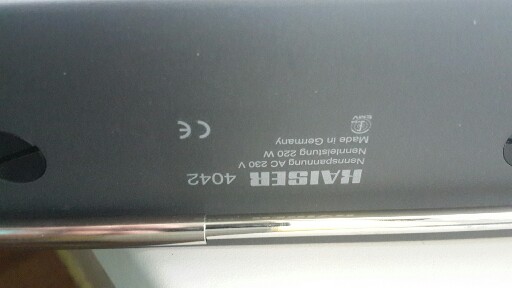 KAISER 4042
Nennspannung AC 230 V
Nennleistung 220 W
Made in Germany
CE